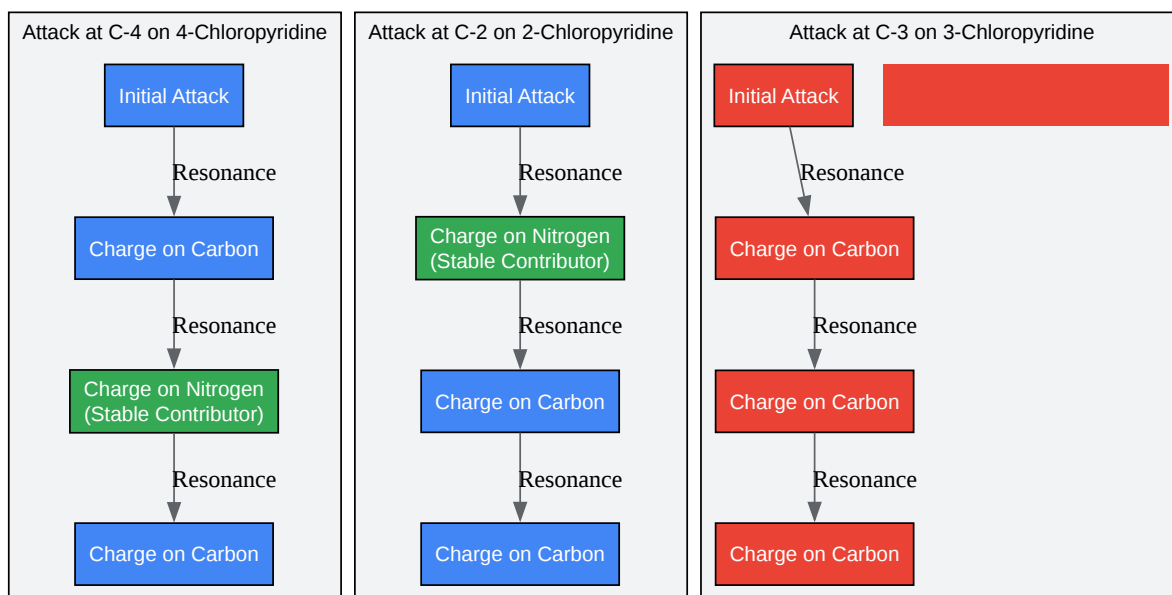 Attack at C-4 on 4-Chloropyridine
Initial Attack
Resonance
Charge on Carbon
Resonance
Charge on Nitrogen
(Stable Contributor)
Resonance
Charge on Carbon
Attack at C-2 on 2-Chloropyridine
Initial Attack
Resonance
Charge on Nitrogen
(Stable Contributor)
Resonance
Charge on Carbon
Resonance
Charge on Carbon
Attack at C-3 on 3-Chloropyridine
Initial Attack
Resonance
Charge on Carbon
Resonance
Charge on Carbon
Resonance
Charge on Carbon